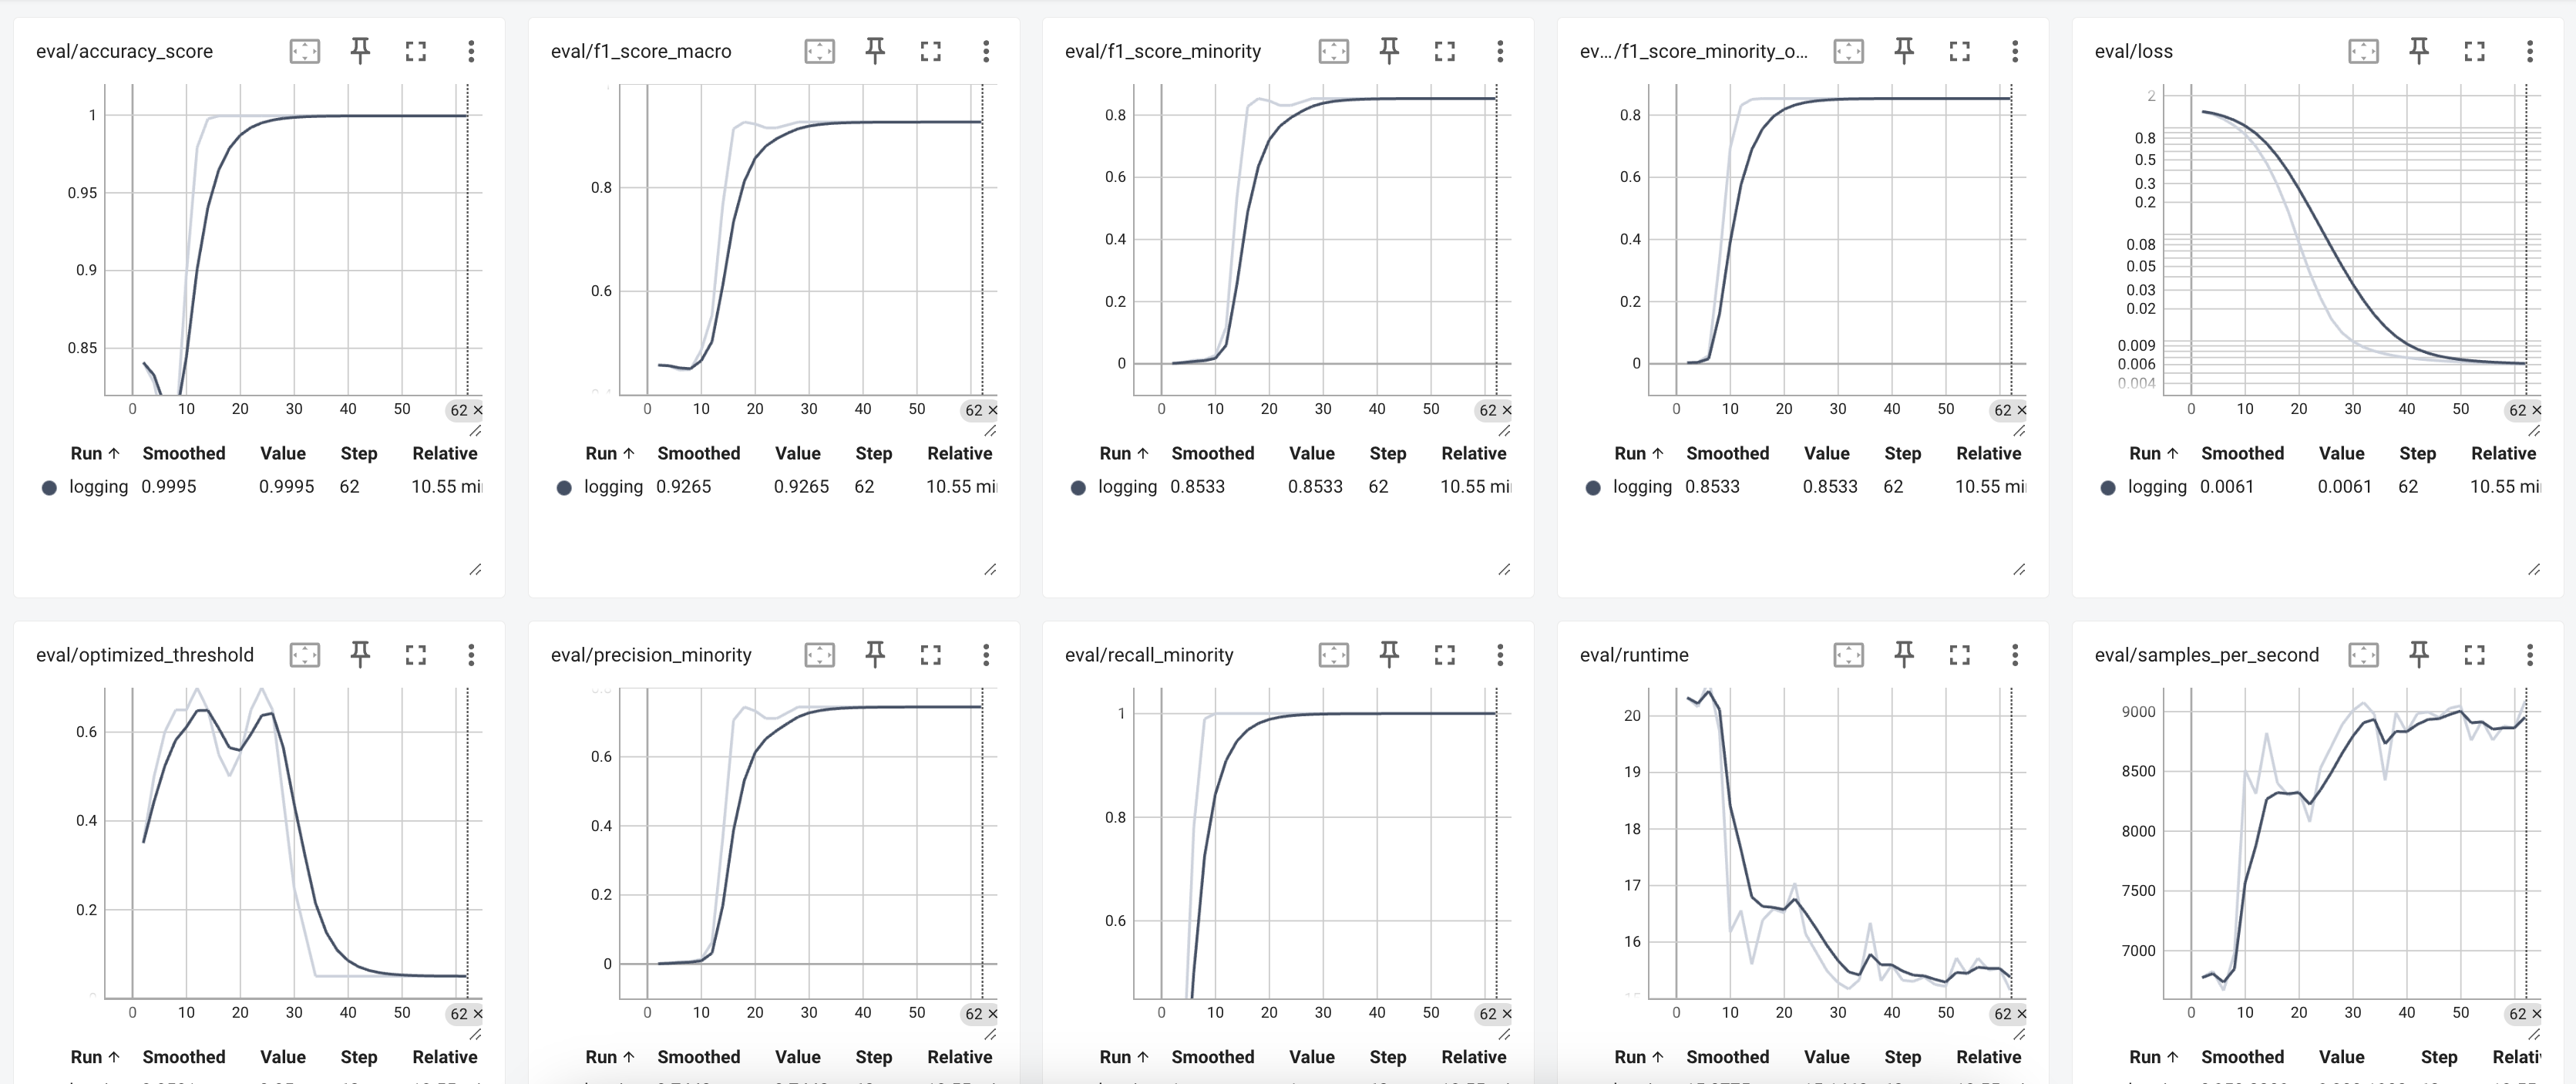 eval/accuracy_score
1
0.95
0.9
0.85
0 10 20 30 40 50 62 ×
Run ↑ Smoothed Value Step Relative
logging 0.9995 0.9995 62 10.55 mi
eval/f1_score_macro
0.8
0.6
0 10 20 30 40 50 62 ×
Run ↑ Smoothed Value Step Relative
logging 0.9265 0.9265 62 10.55 mi
eval/f1_score_minority
0.8
0.6
0.4
0.2
0
0 10 20 30 40 50 62 ×
Run ↑ Smoothed Value Step Relative
logging 0.8533 0.8533 62 10.55 mi
ev…/f1_score_minority_o…
0.8
0.6
0.4
0.2
0
0 10 20 30 40 50 62 ×
Run ↑ Smoothed Value Step Relative
logging 0.8533 0.8533 62 10.55 mi
eval/loss
2
0.8
0.5
0.3
0.2
0.08
0.05
0.03
0.02
0.009
0.006
0.004
0 10 20 30 40 50 62 ×
Run ↑ Smoothed Value Step Relative
logging 0.0061 0.0061 62 10.55 mi
eval/optimized_threshold
0.6
0.4
0.2
0 10 20 30 40 50 62 ×
Run ↑ Smoothed Value Step Relative
eval/precision_minority
0.6
0.4
0.2
0
0 10 20 30 40 50 62 ×
Run ↑ Smoothed Value Step Relative
eval/recall_minority
1
0.8
0.6
0 10 20 30 40 50 62 ×
Run ↑ Smoothed Value Step Relative
eval/runtime
20
19
18
17
16
0 10 20 30 40 50 62 ×
Run ↑ Smoothed Value Step Relative
eval/samples_per_second
9000
8500
8000
7500
7000
0 10 20 30 40 50 62 ×
Run ↑ Smoothed Value Step Relati